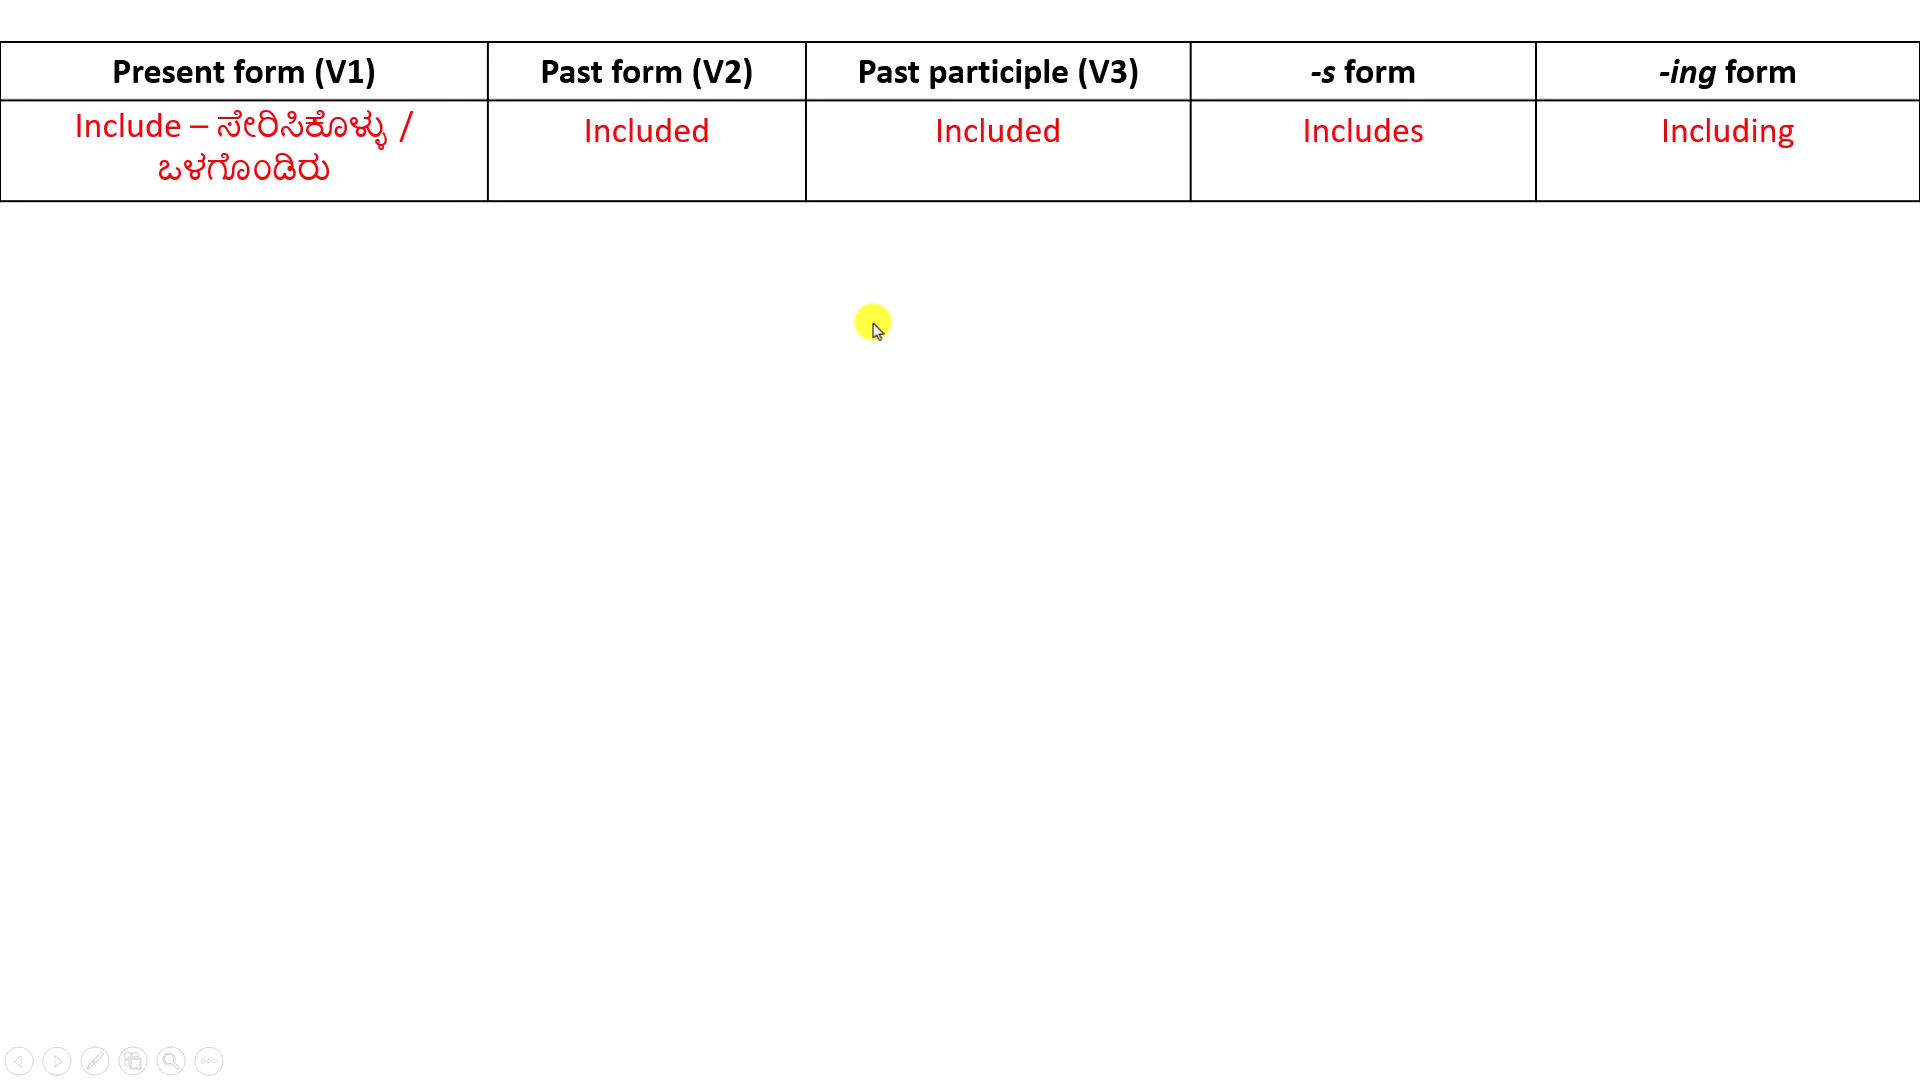 Present form (V1) Past form (V2) Past participle (V3) -s form -ing form
Include – ಸೇರಿಸಿಕೊಳ್ಳು / Included Included Includes Including
ಒಳಗೊಂಡಿರು